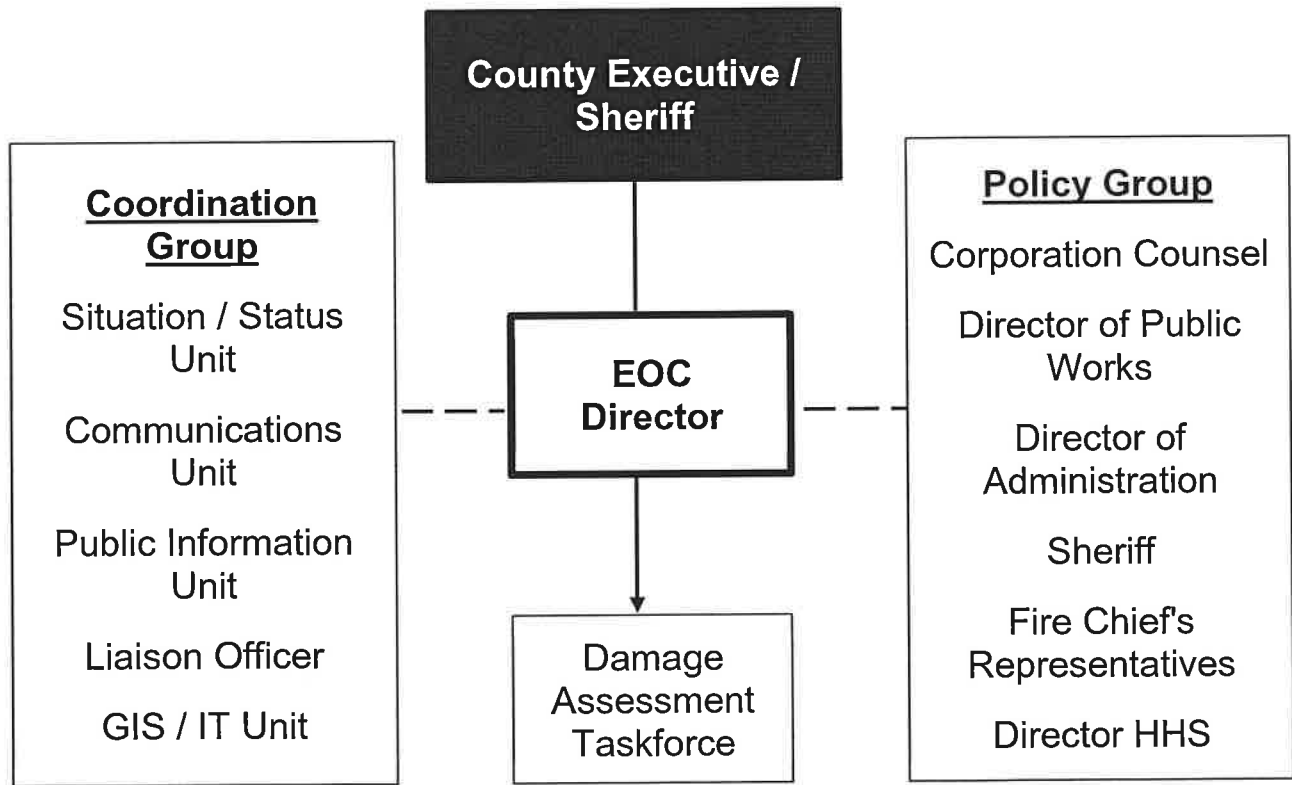 County Executive /
Sheriff
Coordination
Group
Situation / Status
Unit
Communications
Unit
Public Information
Unit
Liaison Officer
GIS / IT Unit
EOC
Director
Damage
Assessment
Taskforce
Policy Group
Corporation Counsel
Director of Public
Works
Director of
Administration
Sheriff
Fire Chief's
Representatives
Director HHS